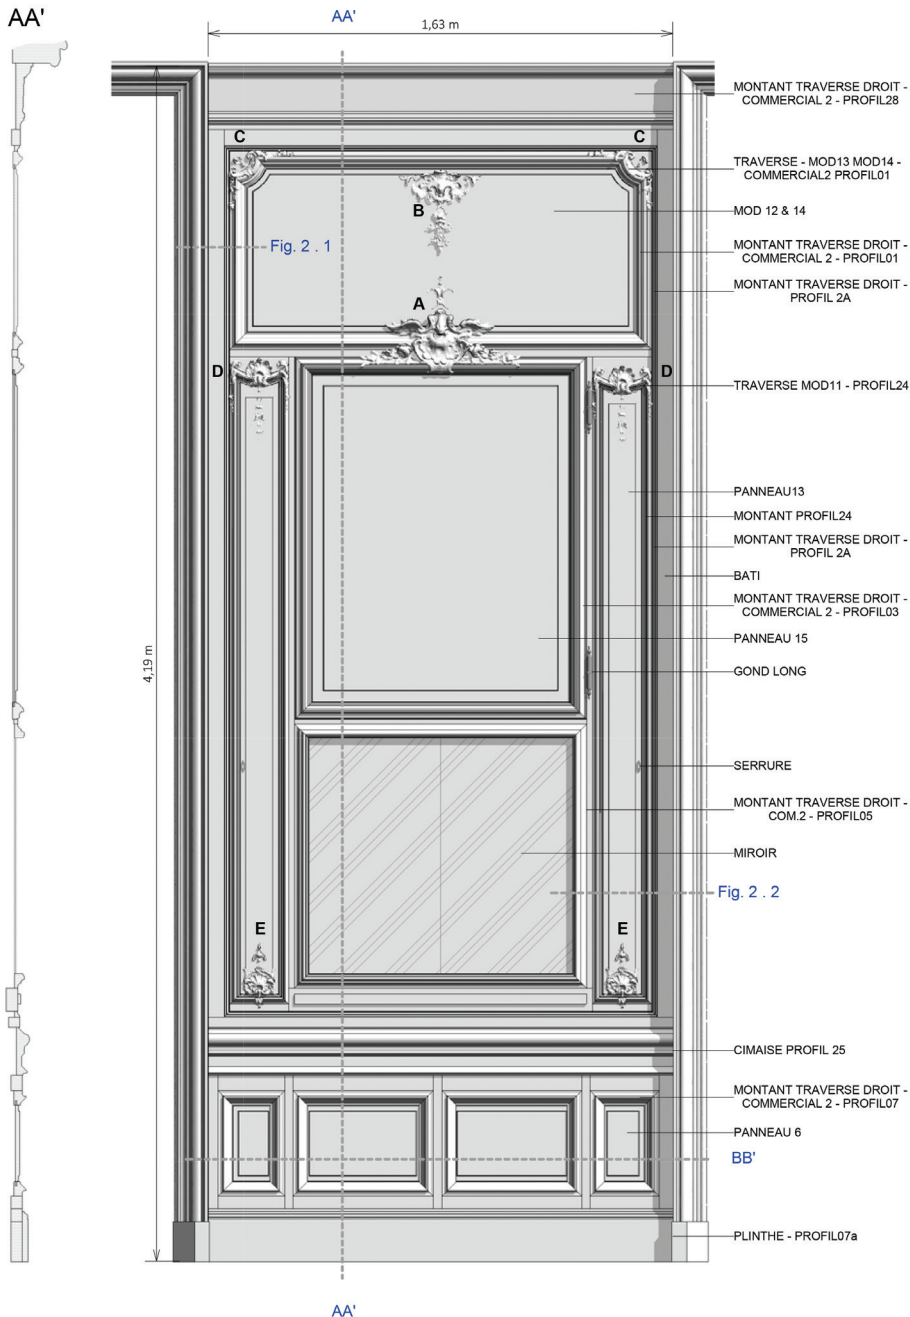 AA'
AA'
1,63 m
MONTANT TRAVERSE DROIT -
COMMERCIAL 2 - PROFIL28
C
C
TRAVERSE - MOD13 MOD14 -
COMMERCIAL2 PROFIL01
B
MOD 12 & 14
Fig. 2 . 1
MONTANT TRAVERSE DROIT -
COMMERCIAL 2 - PROFIL01
MONTANT TRAVERSE DROIT -
PROFIL 2A
A
D
D
TRAVERSE MOD11 - PROFIL24
PANNEAU13
MONTANT PROFIL24
MONTANT TRAVERSE DROIT -
PROFIL 2A
BATI
MONTANT TRAVERSE DROIT -
COMMERCIAL 2 - PROFIL03
PANNEAU 15
4,19 m
GOND LONG
SERRURE
MONTANT TRAVERSE DROIT -
COM.2 - PROFIL05
MIROIR
Fig. 2 . 2
E
E
CIMAISE PROFIL 25
MONTANT TRAVERSE DROIT -
COMMERCIAL 2 - PROFIL07
PANNEAU 6
BB'
PLINTHE - PROFIL07a
AA'